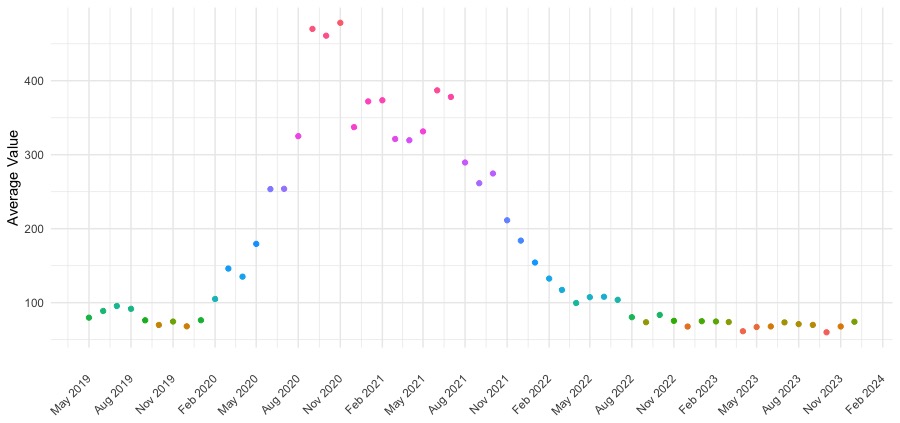 Average Value
400
300
200
100
May 2019
Aug 2019
Nov 2019
Feb 2020
May 2020
Aug 2020
Nov 2020
Feb 2021
May 2021
Aug 2021
Nov 2021
Feb 2022
May 2022
Aug 2022
Nov 2022
Feb 2023
May 2023
Aug 2023
Nov 2023
Feb 2024